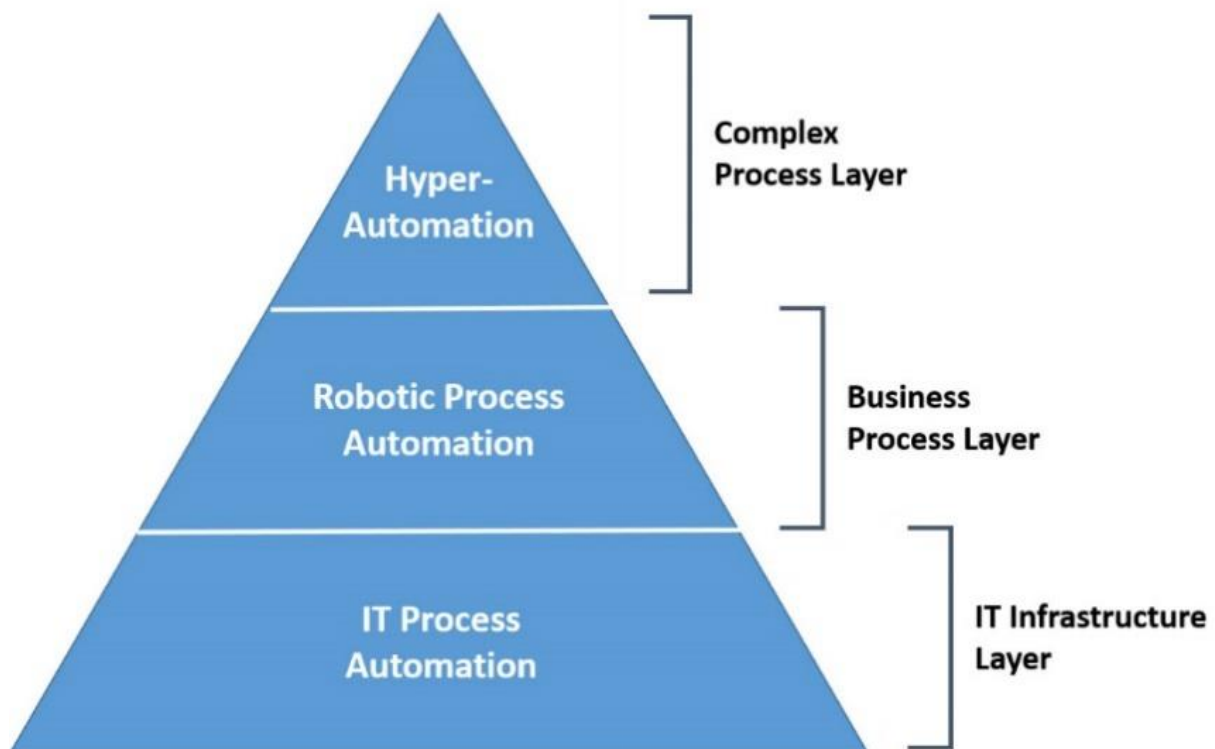 Hyper-
Automation
Complex
Process Layer
Robotic Process
Automation
Business
Process Layer
IT Process
Automation
IT Infrastructure
Layer